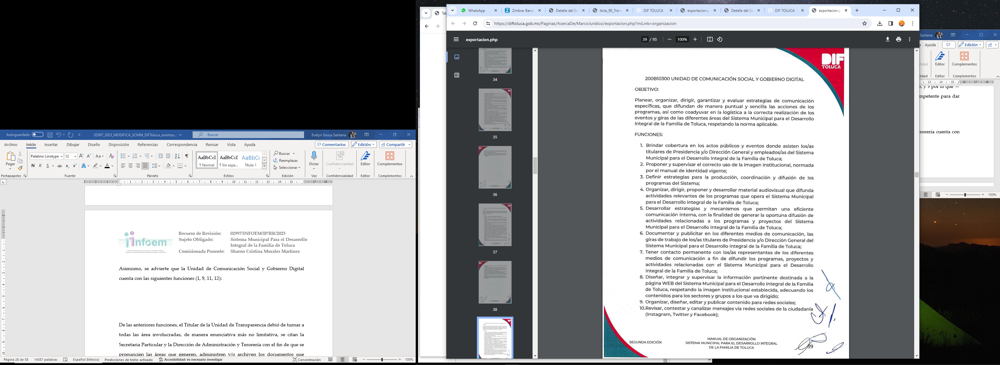 Autoguardado
02997_2023_MODIFICA_SCMM_DIFToluca_eventos...
Buscar
Evelyn Souza Santana
Archivo Inicio Insertar Dibujar Diseño Disposición Referencias Correspondencia Revisar Vista Ayuda
Comentarios Edición Compartir
Pegar
Palatino Linotype 12
N K S ab x₂ x²
AaBbCcI AaBbCcI AaBbCc
¶ Normal ¶ Sin espa... Título 1
Buscar
Reemplazar
Seleccionar
Dictar Confidencialidad Editor Complementos
Portapapeles Fuente Párrafo Estilos Edición Voz Confidencialidad Editor Complementos
infoem
Recurso de Revisión: 02997/INFOEM/IP/RR/2023
Sujeto Obligado: Sistema Municipal Para el Desarrollo
Integral de la Familia de Toluca
Comisionada Ponente: Sharon Cristina Morales Martínez
Asimismo, se advierte que la Unidad de Comunicación Social y Gobierno Digital
cuenta con las siguientes funciones (1, 9, 11, 12):
De las anteriores funciones, el Titular de la Unidad de Transparencia debió de turnar a
todas las área involucradas, de manera enunciativa más no limitativa, se citan la
Secretaria Particular y la Dirección de Administración y Tesorería con el fin de que se
pronuncien las áreas que generen, administren y/o archiven los documentos que
Página 26 de 58 14587 palabras Español (México) Predicciones de texto: activado Accesibilidad: es necesario investigar Concentración 100%
Tab
WhatsApp
Zimbra: Band
Detalle del Se
Acta_9E_Trans
DIF TOLUCA
exportacion.p
Detalle del Se
DIF TOLUCA
exportacion.p
https://diftoluca.gob.mx/Paginas/AcercaDe/MarcoJuridico/exportacion.php?miLink=organizacion
exportacion.php
39 / 95
100%
34
35
36
37
38
DIF
TOLUCA
200B10300 UNIDAD DE COMUNICACIÓN SOCIAL Y GOBIERNO DIGITAL
OBJETIVO:
Planear, organizar, dirigir, garantizar y evaluar estrategias de comunicación
específicas, que difundan de manera puntual y sencilla las acciones de los
programas, así como coadyuvar en la logística a la correcta realización de los
eventos y giras de las diferentes áreas del Sistema Municipal para el Desarrollo
Integral de la Familia de Toluca, respetando la norma aplicable.
FUNCIONES:
1. Brindar cobertura en los actos públicos y eventos donde asisten los/as
titulares de Presidencia y/o Dirección General y empleados/as del Sistema
Municipal para el Desarrollo Integral de la Familia de Toluca;
2. Proponer y supervisar el correcto uso de la imagen institucional, normada
por el manual de identidad vigente;
3. Definir estrategias para la producción, coordinación y difusión de los
programas del Sistema;
4. Organizar, dirigir, proponer y desarrollar material audiovisual que difunda
actividades relevantes de los programas que opera el Sistema Municipal
para el Desarrollo Integral de la Familia de Toluca;
5. Desarrollar estrategias y mecanismos que permitan una eficiente
comunicación interna, con la finalidad de generar la oportuna difusión de
actividades relacionadas a los programas y proyectos del Sistema
Municipal para el Desarrollo Integral de la Familia de Toluca;
6. Documentar y publicitar en los diferentes medios de comunicación, las
giras de trabajo de los/as titulares de Presidencia y/o Dirección General del
Sistema Municipal para el Desarrollo Integral de la Familia de Toluca;
7. Tener contacto permanente con los/as representantes de los diferentes
medios de comunicación a fin de difundir los programas, proyectos y
actividades relacionadas con el Sistema Municipal para el Desarrollo
Integral de la Familia de Toluca;
8. Diseñar, integrar y supervisar la información pertinente destinada a la
página WEB del Sistema Municipal para el Desarrollo Integral de la Familia
de Toluca, respetando la imagen institucional establecida, adecuando los
contenidos para los sectores y grupos a los que va dirigido;
9. Organizar, diseñar, editar y publicar contenido para redes sociales;
10.Revisar, contestar y canalizar mensajes vía redes sociales de la ciudadanía
(Instagram, Twitter y Facebook);
SEGUNDA EDICIÓN
MANUAL DE ORGANIZACIÓN
SISTEMA MUNICIPAL PARA EL DESARROLLO INTEGRAL
DE LA FAMILIA DE TOLUCA
39
Santana
Ayuda Edición
Editor Complementos
Editor Complementos
, y 9 por lo que
mpetente para dar
sorería cuenta con
100%